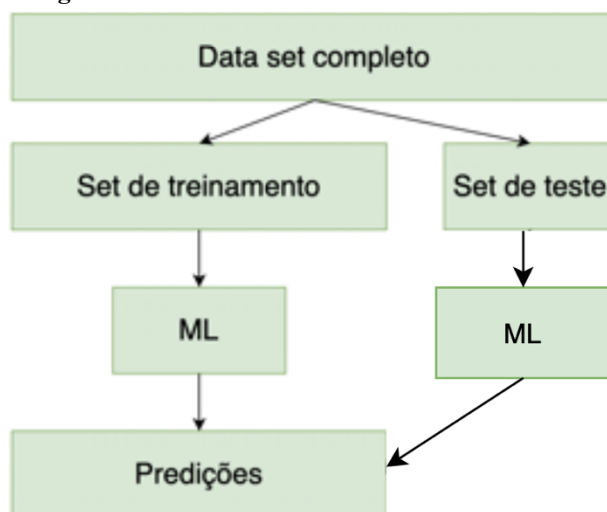 Data set completo
Set de treinamento
Set de teste
ML
ML
Predições